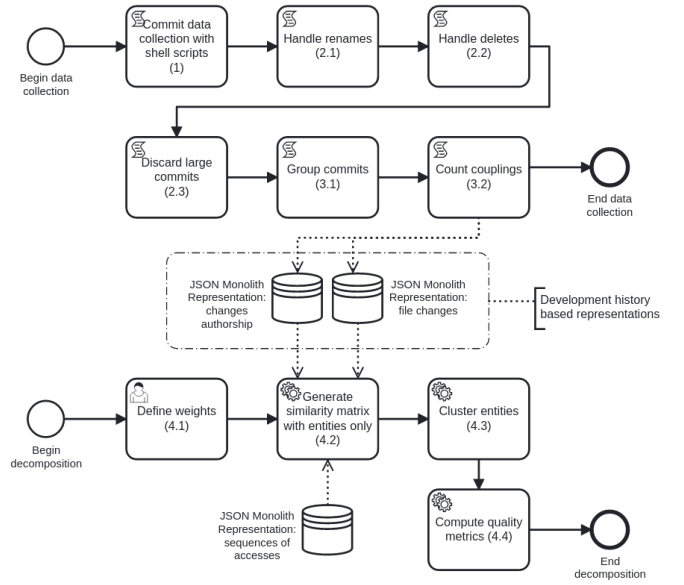 Commit data
collection with
shell scripts
(1)
Handle renames
(2.1)
Handle deletes
(2.2)
Begin data
collection
Discard large
commits
(2.3)
Group commits
(3.1)
Count couplings
(3.2)
End data
collection
JSON Monolith
Representation:
changes
authorship
JSON Monolith
Representation:
file changes
Development history
based representations
Define weights
(4.1)
Generate
similarity matrix
with entities only
(4.2)
Cluster entities
(4.3)
Begin
decomposition
JSON Monolith
Representation:
sequences of
accesses
Compute quality
metrics (4.4)
End
decomposition